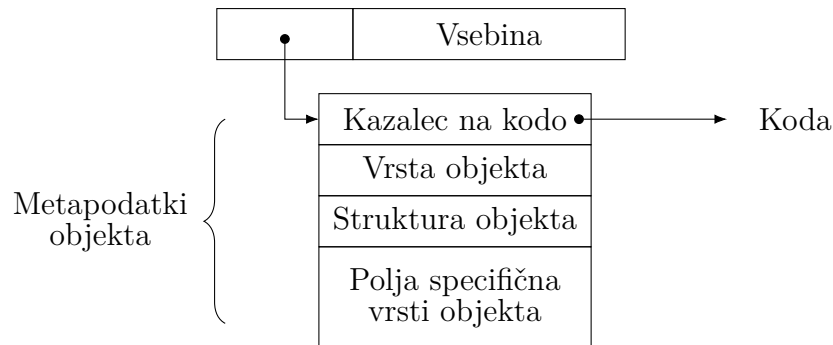 Vsebina
Kazalec na kodo
Koda
Vrsta objekta
Struktura objekta
Metapodatki
objekta
Polja specifična
vrsti objekta